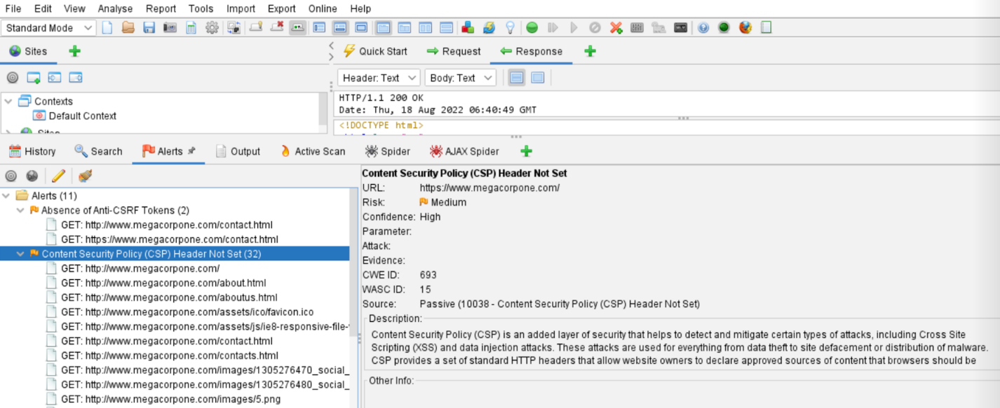 File Edit View Analyse Report Tools Import Export Online Help
Standard Mode
Sites
Quick Start Request Response
Header: Text Body: Text
Contexts
Default Context
Sites
HTTP/1.1 200 OK
Date: Thu, 18 Aug 2022 06:40:49 GMT
<!DOCTYPE html>
History Search Alerts Output Active Scan Spider AJAX Spider
Alerts (11)
Absence of Anti-CSRF Tokens (2)
GET: http://www.megacorpone.com/contact.html
GET: https://www.megacorpone.com/contact.html
Content Security Policy (CSP) Header Not Set (32)
GET: http://www.megacorpone.com/
GET: http://www.megacorpone.com/about.html
GET: http://www.megacorpone.com/aboutus.html
GET: http://www.megacorpone.com/assets/ico/favicon.ico
GET: http://www.megacorpone.com/assets/js/ie8-responsive-file-
GET: http://www.megacorpone.com/contact.html
GET: http://www.megacorpone.com/contacts.html
GET: http://www.megacorpone.com/images/1305276470_social_
GET: http://www.megacorpone.com/images/1305276480_social_
GET: http://www.megacorpone.com/images/5.png
Content Security Policy (CSP) Header Not Set
URL: https://www.megacorpone.com/
Risk: Medium
Confidence: High
Parameter:
Attack:
Evidence:
CWE ID: 693
WASC ID: 15
Source: Passive (10038 - Content Security Policy (CSP) Header Not Set)
Description:
Content Security Policy (CSP) is an added layer of security that helps to detect and mitigate certain types of attacks, including Cross Site
Scripting (XSS) and data injection attacks. These attacks are used for everything from data theft to site defacement or distribution of malware.
CSP provides a set of standard HTTP headers that allow website owners to declare approved sources of content that browsers should be
Other Info: